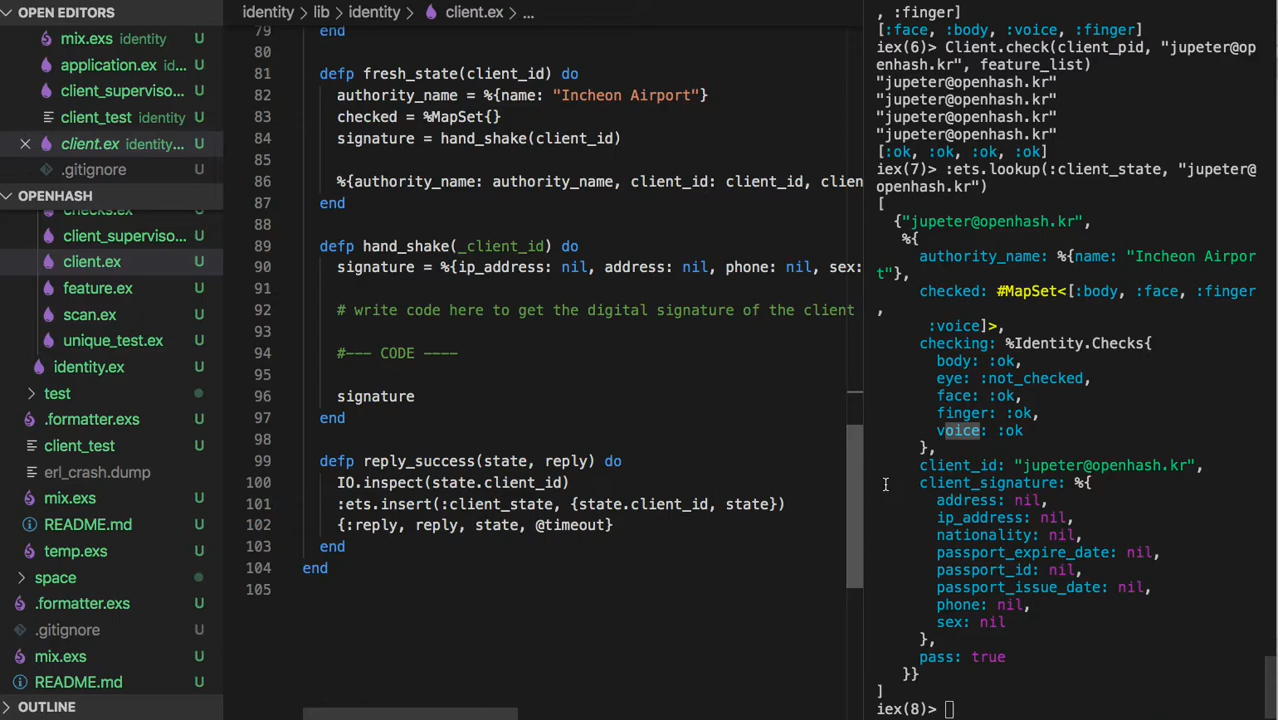 OPEN EDITORS
mix.exs identity U
application.ex id... U
client_superviso... U
client_test identity U
client.ex identity... U
.gitignore
OPENHASH
checks.ex
client_superviso... U
client.ex U
feature.ex U
scan.ex U
unique_test.ex U
identity.ex U
test
.formatter.exs U
client_test U
erl_crash.dump
mix.exs U
README.md U
temp.exs U
space
.formatter.exs U
.gitignore
mix.exs U
README.md U
OUTLINE
identity > lib > identity > client.ex > ...
79 end
80
81 defp fresh_state(client_id) do
82 authority_name = %{name: "Incheon Airport"}
83 checked = %MapSet{}
84 signature = hand_shake(client_id)
85
86 %{authority_name: authority_name, client_id: client_id, clien
87 end
88
89 defp hand_shake(_client_id) do
90 signature = %{ip_address: nil, address: nil, phone: nil, sex:
91
92 # write code here to get the digital signature of the client
93
94 #--- CODE ----
95
96 signature
97 end
98
99 defp reply_success(state, reply) do
100 IO.inspect(state.client_id)
101 :ets.insert(:client_state, {state.client_id, state})
102 {:reply, reply, state, @timeout}
103 end
104 end
105
, :finger]
[:face, :body, :voice, :finger]
iex(6)> Client.check(client_pid, "jupeter@op
enhash.kr", feature_list)
"jupeter@openhash.kr"
"jupeter@openhash.kr"
"jupeter@openhash.kr"
"jupeter@openhash.kr"
[:ok, :ok, :ok, :ok]
iex(7)> :ets.lookup(:client_state, "jupeter@
openhash.kr")
[
{"jupeter@openhash.kr",
%{
authority_name: %{name: "Incheon Airpor
t"},
checked: #MapSet<[:body, :face, :finger
,
:voice]>,
checking: %Identity.Checks{
body: :ok,
eye: :not_checked,
face: :ok,
finger: :ok,
voice: :ok
},
client_id: "jupeter@openhash.kr",
client_signature: %{
address: nil,
ip_address: nil,
nationality: nil,
passport_expire_date: nil,
passport_id: nil,
passport_issue_date: nil,
phone: nil,
sex: nil
},
pass: true
}}
]
iex(8)>